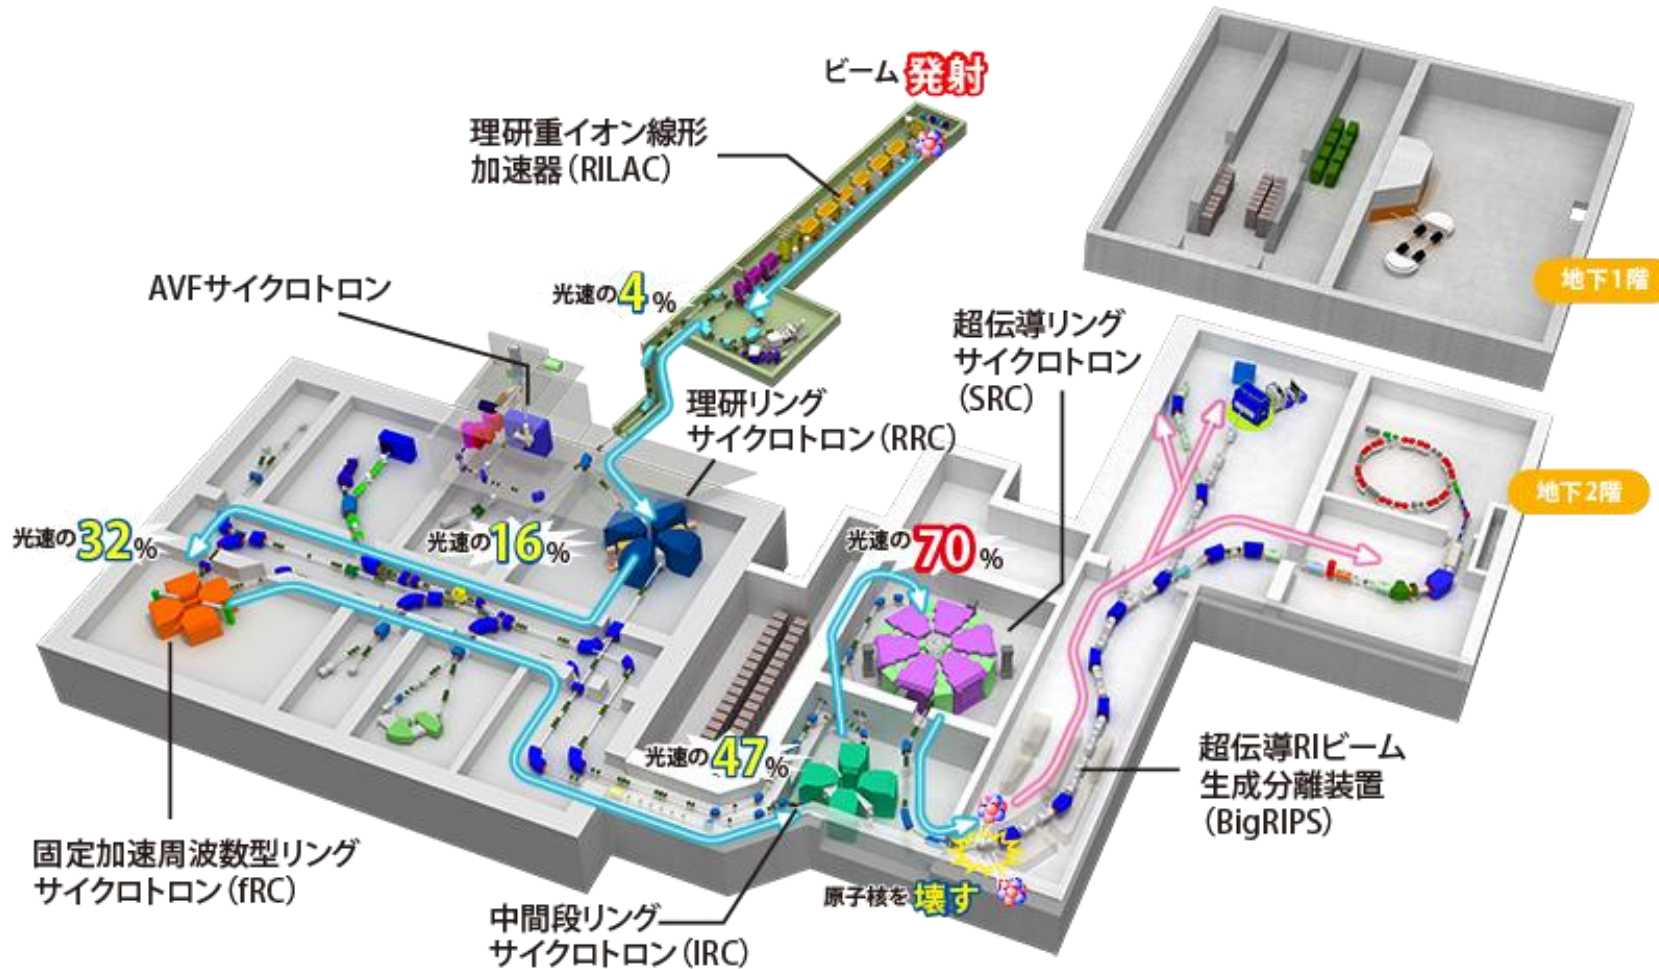 ビーム 発射
理研重イオン線形
加速器(RILAC)
地下1階
光速の4%
AVFサイクロトロン
超伝導リング
サイクロトロン
(SRC)
理研リング
サイクロトロン(RRC)
地下2階
光速の32%
光速の16%
光速の70%
光速の47%
超伝導RIビーム
生成分離装置
(BigRIPS)
固定加速周波数型リング
サイクロトロン(fRC)
原子核を 壊す
中間段リング
サイクロトロン(IRC)